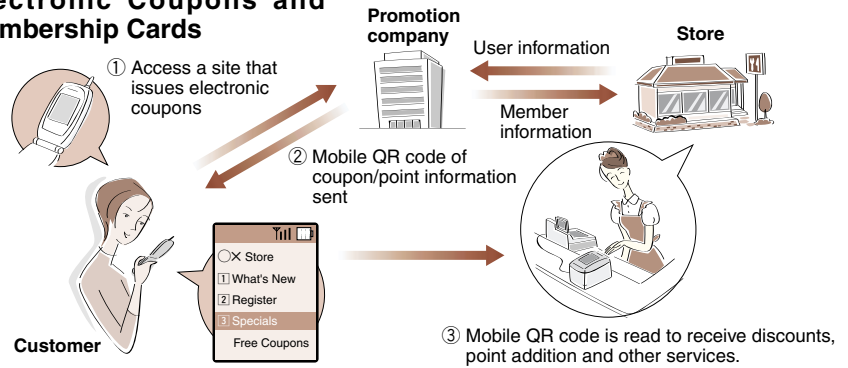 ectronic Coupons and
mbership Cards
① Access a site that
issues electronic
coupons
Promotion
company
User information
Store
Member
information
② Mobile QR code of
coupon/point information
sent
○× Store
1 What's New
2 Register
3 Specials
Free Coupons
Customer
③ Mobile QR code is read to receive discounts,
point addition and other services.